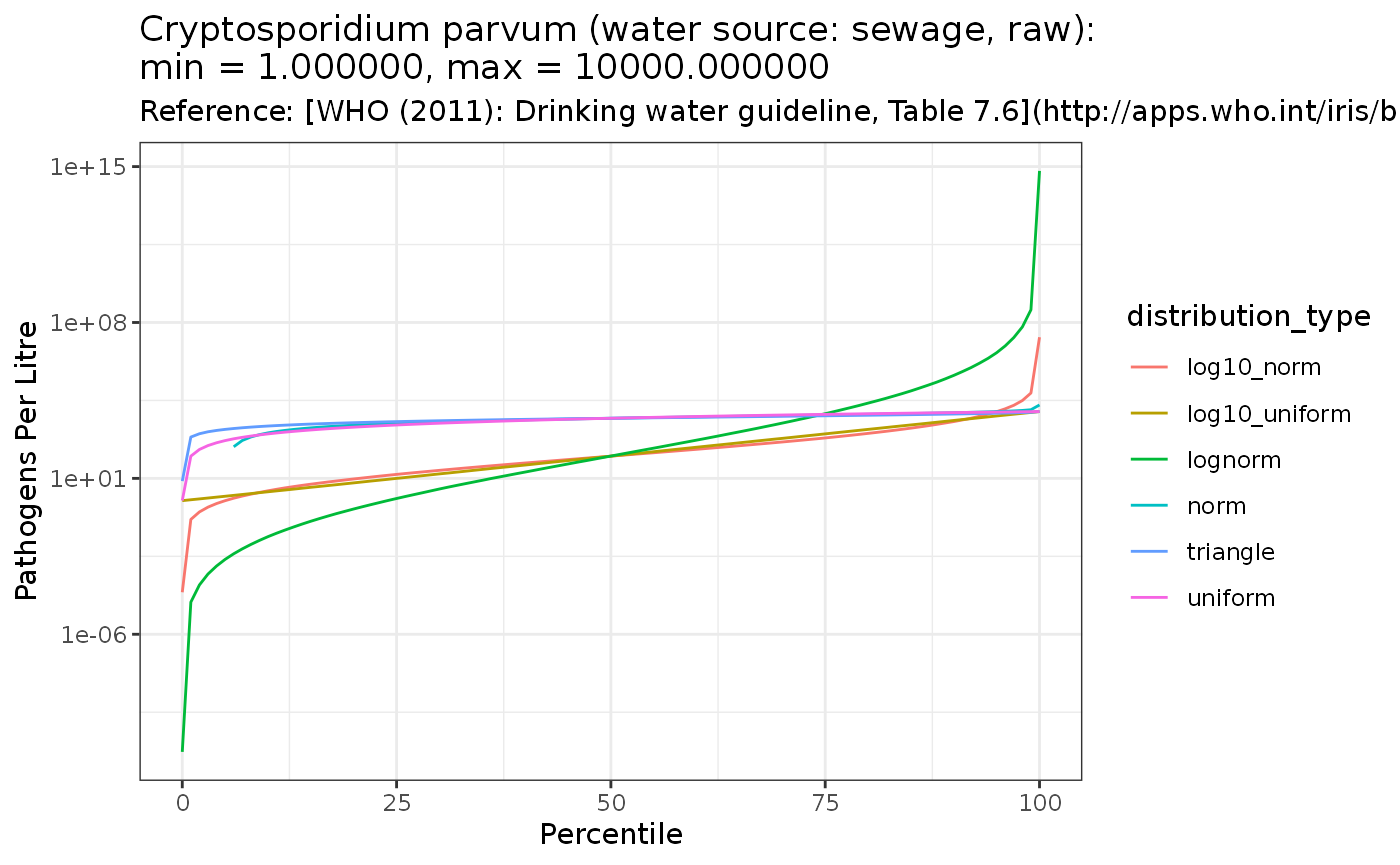 Cryptosporidium parvum (water source: sewage, raw):
min = 1.000000, max = 10000.000000
Reference: [WHO (2011): Drinking water guideline, Table 7.6](http://apps.who.int/iris/b
1e+15
1e+08
1e+01
1e-06
Pathogens Per Litre
0 25 50 75 100
Percentile
distribution_type
log10_norm
log10_uniform
lognorm
norm
triangle
uniform